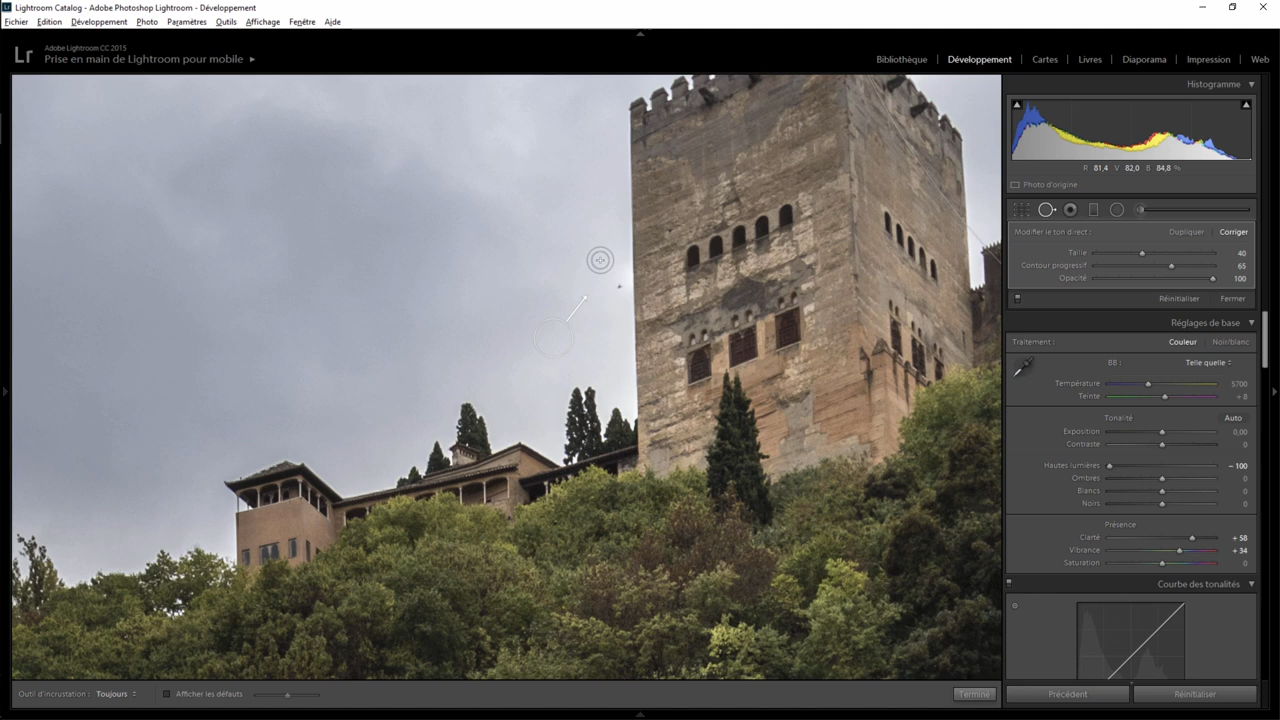 Lightroom Catalog - Adobe Photoshop Lightroom - Développement
Fichier Edition Développement Photo Paramètres Outils Affichage Fenêtre Aide
Lr
Adobe Lightroom CC 2015
Prise en main de Lightroom pour mobile
Bibliothèque | Développement | Cartes | Livres | Diaporama | Impression | Web
Histogramme
R 81,4 V 82,0 B 84,8 %
Photo d'origine
Modifier le ton direct : Dupliquer Corriger
Taille 40
Contour progressif 65
Opacité 100
Réinitialiser Fermer
Réglages de base
Traitement : Couleur | Noir/blanc
BB : Telle quelle
Température 5700
Teinte + 8
Tonalité Auto
Exposition 0,00
Contraste 0
Hautes lumières − 100
Ombres 0
Blancs 0
Noirs 0
Présence
Clarté + 58
Vibrance + 34
Saturation 0
Courbe des tonalités
Outil d'incrustation : Toujours Afficher les défauts Terminé
Précédent Réinitialiser